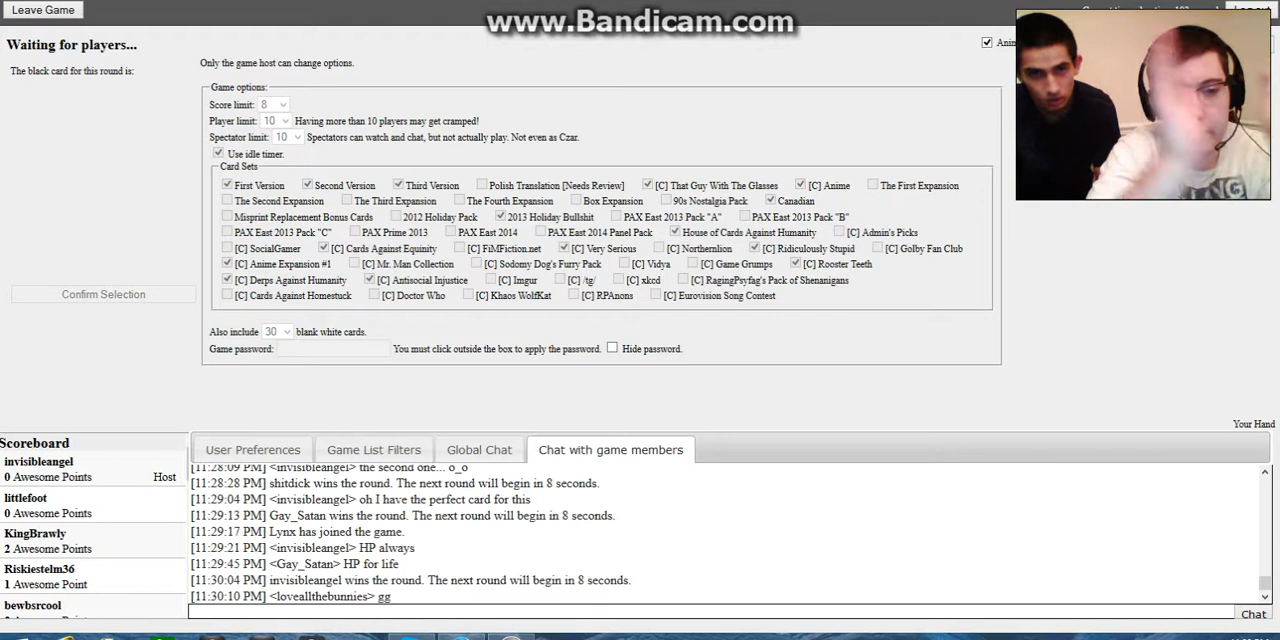 Leave Game
www.Bandicam.com
Waiting for players...
The black card for this round is:
Only the game host can change options.
Game options:
Score limit: 8
Player limit: 10 Having more than 10 players may get cramped!
Spectator limit: 10 Spectators can watch and chat, but not actually play. Not even as Czar.
Use idle timer.
Card Sets
First Version Second Version Third Version Polish Translation [Needs Review] [C] That Guy With The Glasses [C] Anime The First Expansion
The Second Expansion The Third Expansion The Fourth Expansion Box Expansion 90s Nostalgia Pack Canadian
Misprint Replacement Bonus Cards 2012 Holiday Pack 2013 Holiday Bullshit PAX East 2013 Pack "A" PAX East 2013 Pack "B"
PAX East 2013 Pack "C" PAX Prime 2013 PAX East 2014 PAX East 2014 Panel Pack House of Cards Against Humanity [C] Admin's Picks
[C] SocialGamer [C] Cards Against Equinity [C] FiMFiction.net [C] Very Serious [C] Northernlion [C] Ridiculously Stupid [C] Golby Fan Club
[C] Anime Expansion #1 [C] Mr. Man Collection [C] Sodomy Dog's Furry Pack [C] Vidya [C] Game Grumps [C] Rooster Teeth
[C] Derps Against Humanity [C] Antisocial Injustice [C] Imgur [C] /tg/ [C] xkcd [C] RagingPsyfag's Pack of Shenanigans
[C] Cards Against Homestuck [C] Doctor Who [C] Khaos WolfKat [C] RPAnons [C] Eurovision Song Contest
Confirm Selection
Also include 30 blank white cards.
Game password: You must click outside the box to apply the password. Hide password.
Your Hand
Scoreboard
invisibleangel
0 Awesome Points Host
littlefoot
0 Awesome Points
KingBrawly
2 Awesome Points
Riskiestelm36
1 Awesome Point
bewbsrcool
User Preferences Game List Filters Global Chat Chat with game members
[11:28:09 PM] <invisibleangel> the second one... o_o
[11:28:28 PM] shitdick wins the round. The next round will begin in 8 seconds.
[11:29:04 PM] <invisibleangel> oh I have the perfect card for this
[11:29:13 PM] Gay_Satan wins the round. The next round will begin in 8 seconds.
[11:29:17 PM] Lynx has joined the game.
[11:29:21 PM] <invisibleangel> HP always
[11:29:45 PM] <Gay_Satan> HP for life
[11:30:04 PM] invisibleangel wins the round. The next round will begin in 8 seconds.
[11:30:10 PM] <loveallthebunnies> gg
Chat